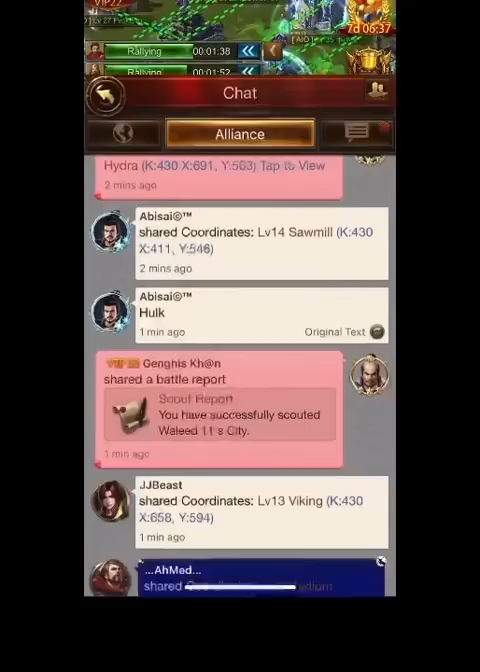 VIP22
Lv 27
7d 06:37
Rallying 00:01:38
Rallying 00:01:52
Chat
Alliance
Hydra (K:430 X:691, Y:563) Tap to View
2 mins ago
Abisai©™
shared Coordinates: Lv14 Sawmill (K:430
X:411, Y:546)
2 mins ago
Abisai©™
Hulk
1 min ago Original Text
Genghis Kh@n
shared a battle report
Scout Report
You have successfully scouted
Waleed 11's City.
1 min ago
JJBeast
shared Coordinates: Lv13 Viking (K:430
X:658, Y:594)
1 min ago
...AhMed...
shared